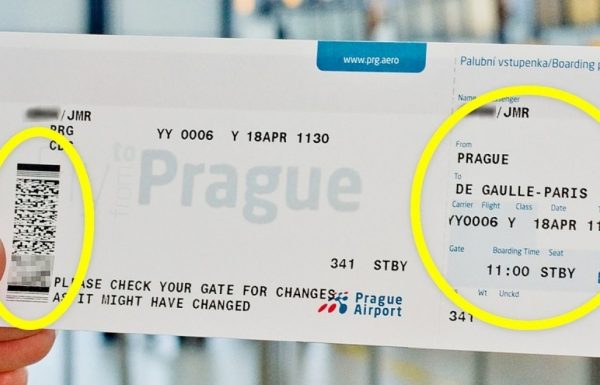 www.prg.aero
Palubní vstupenka/Boarding
/JMR
PRG
YY 0006 Y 18APR 1130
to
from
Prague
341 STBY
PLEASE CHECK YOUR GATE FOR CHANGES
AS IT MIGHT HAVE CHANGED
Prague
Airport
Name
/JMR
From
PRAGUE
To
DE GAULLE-PARIS
Carrier Flight Class Date
YY0006 Y 18APR
Gate Boarding Time Seat
11:00 STBY
Wt Unckd
341